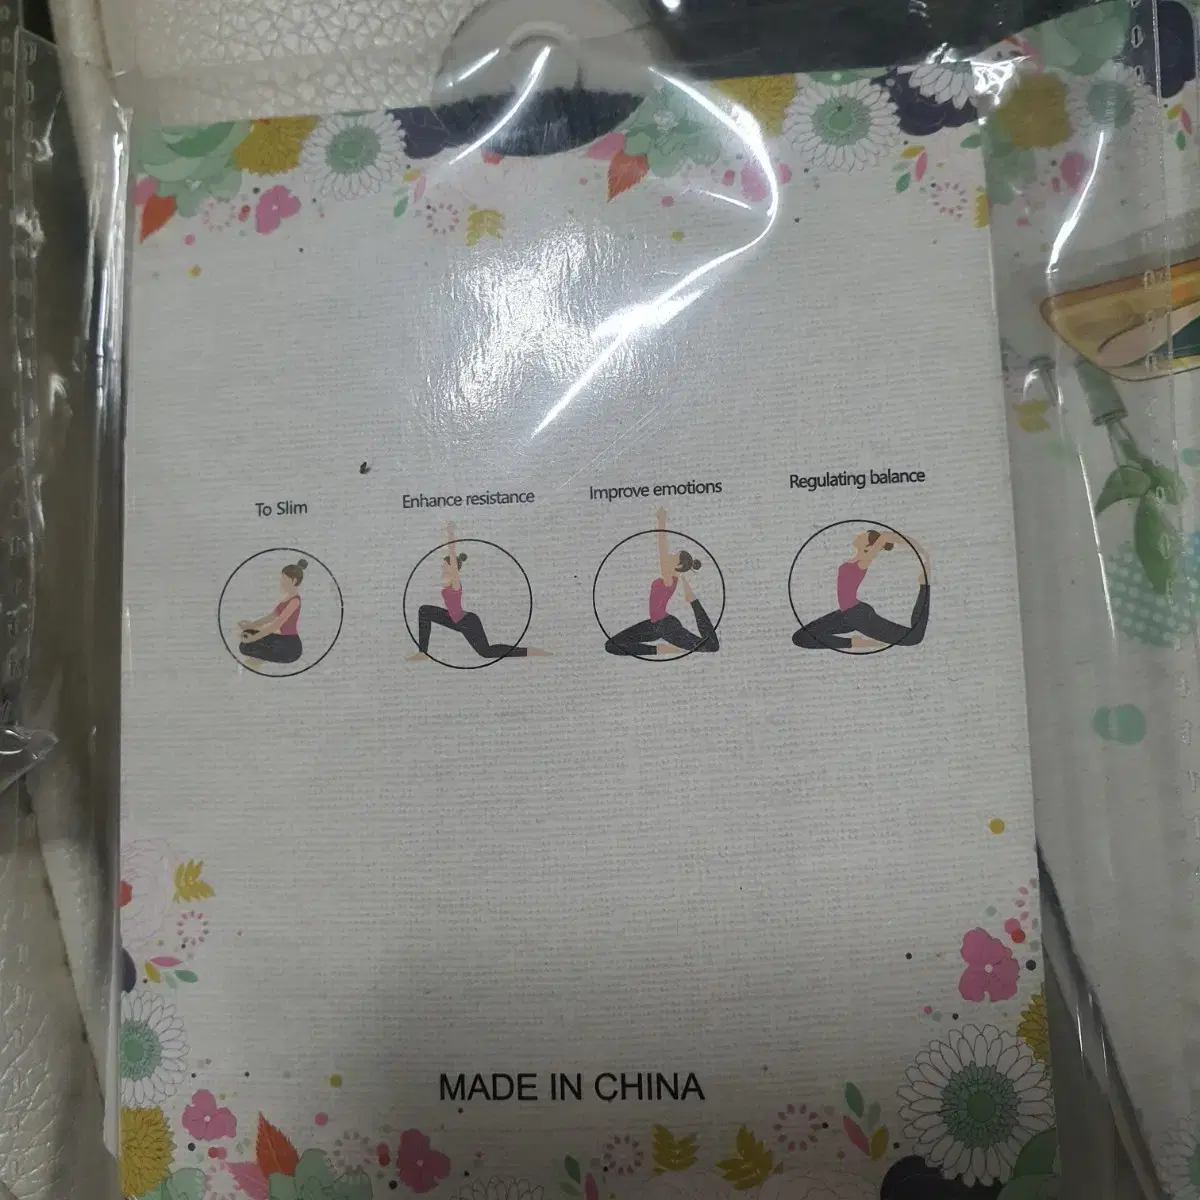 To Slim
Enhance resistance
Improve emotions
Regulating balance
MADE IN CHINA